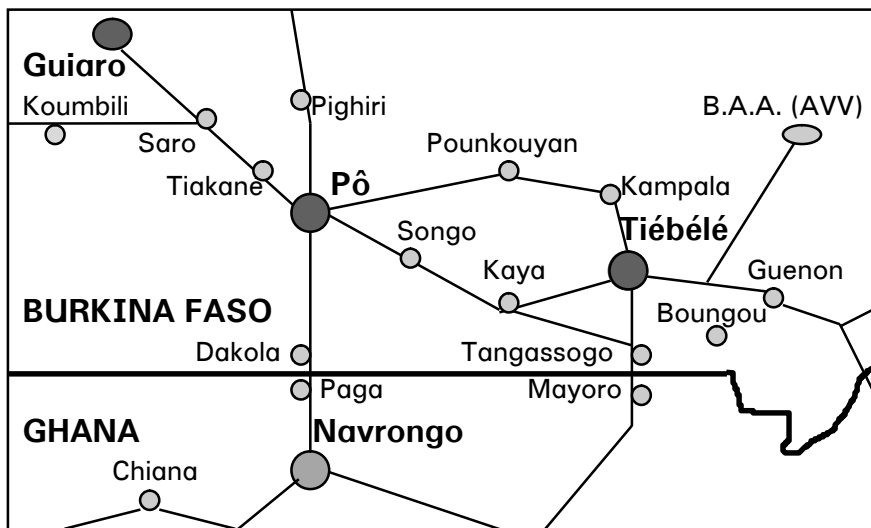 Guiaro
Koumbili
Saro
Pighiri
B.A.A. (AVV)
Tiakane
Pô
Pounkouyan
Kampala
Songo
Tiébélé
Kaya
Guenon
BURKINA FASO
Boungou
Dakola
Tangassogo
Paga
Mayoro
GHANA
Navrongo
Chiana